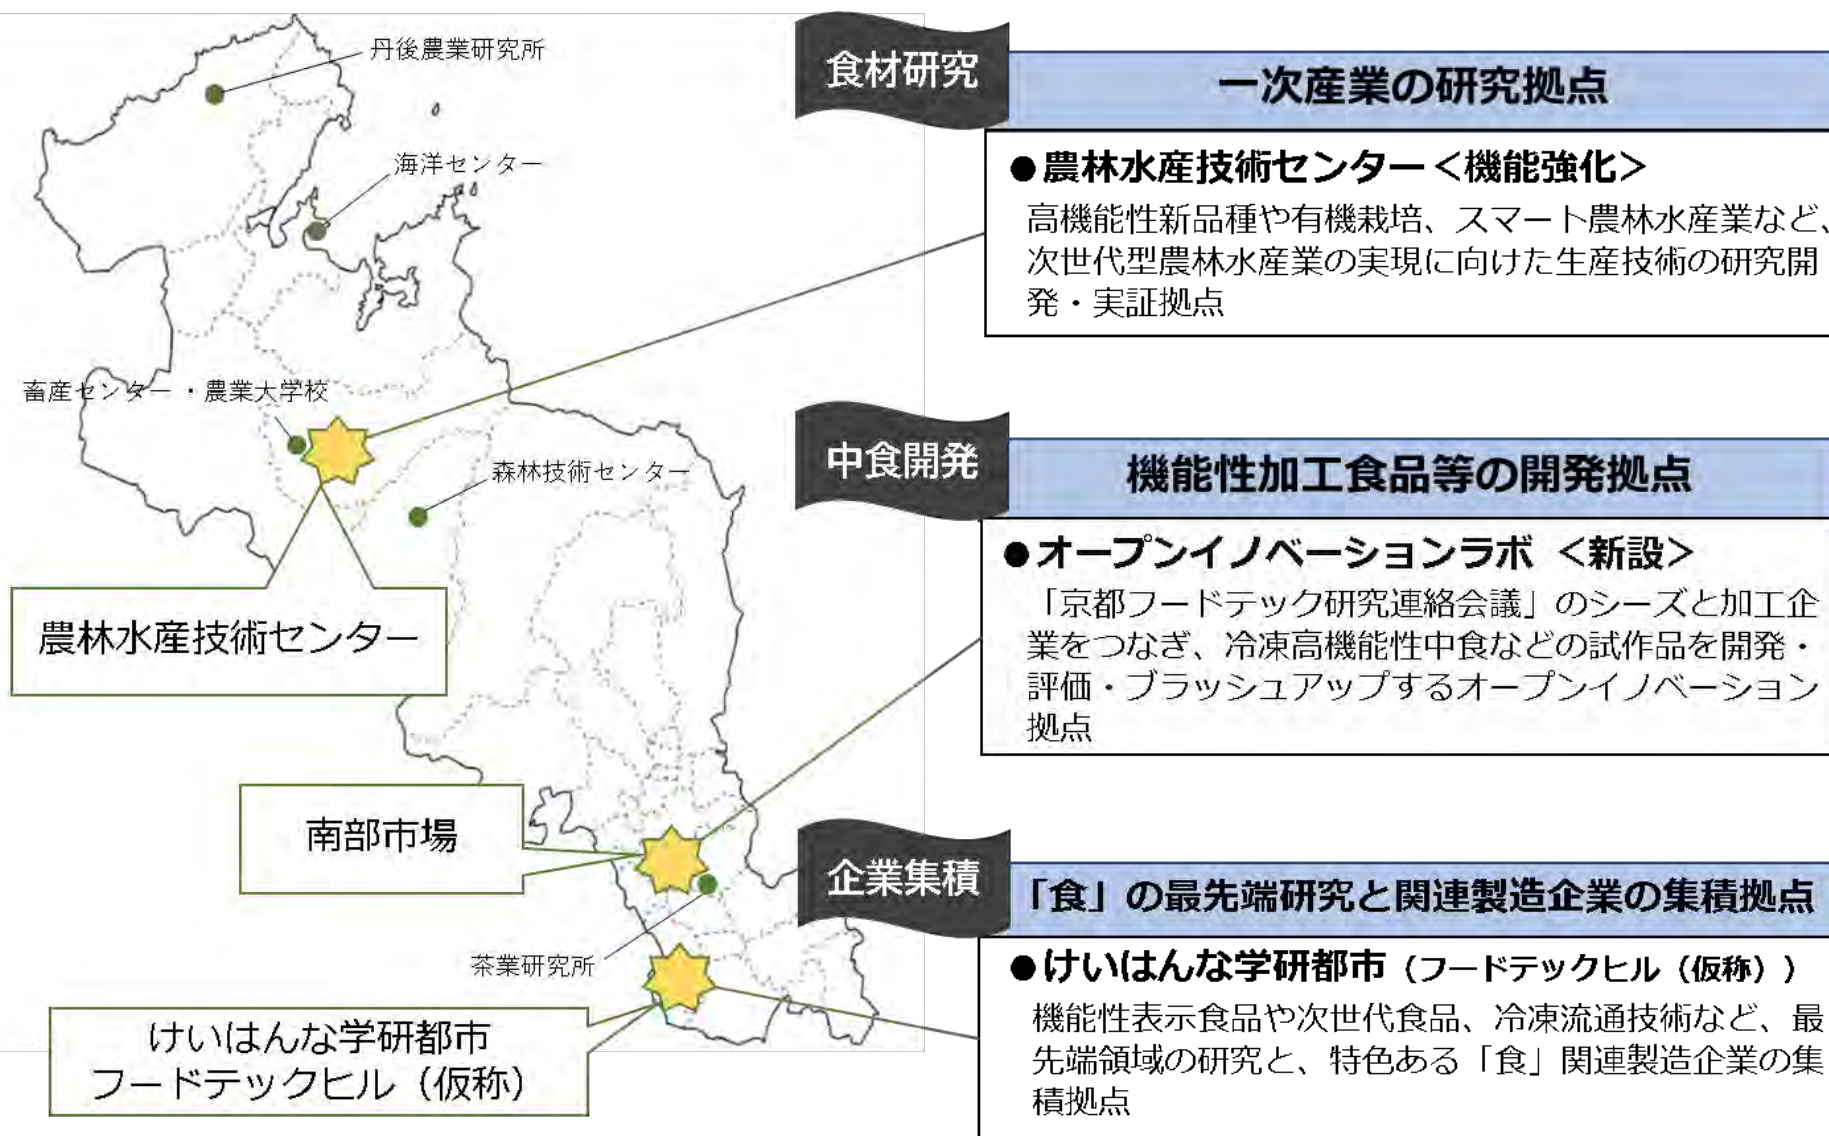 丹後農業研究所
海洋センター
畜産センター・農業大学校
森林技術センター
農林水産技術センター
南部市場
茶業研究所
けいはんな学研都市
フードテックヒル（仮称）
食材研究
一次産業の研究拠点
●農林水産技術センター＜機能強化＞
高機能性新品種や有機栽培、スマート農林水産業など、
次世代型農林水産業の実現に向けた生産技術の研究開
発・実証拠点
中食開発
機能性加工食品等の開発拠点
●オープンイノベーションラボ ＜新設＞
「京都フードテック研究連絡会議」のシーズと加工企
業をつなぎ、冷凍高機能性中食などの試作品を開発・
評価・ブラッシュアップするオープンイノベーション
拠点
企業集積
「食」の最先端研究と関連製造企業の集積拠点
●けいはんな学研都市（フードテックヒル（仮称））
機能性表示食品や次世代食品、冷凍流通技術など、最
先端領域の研究と、特色ある「食」関連製造企業の集
積拠点